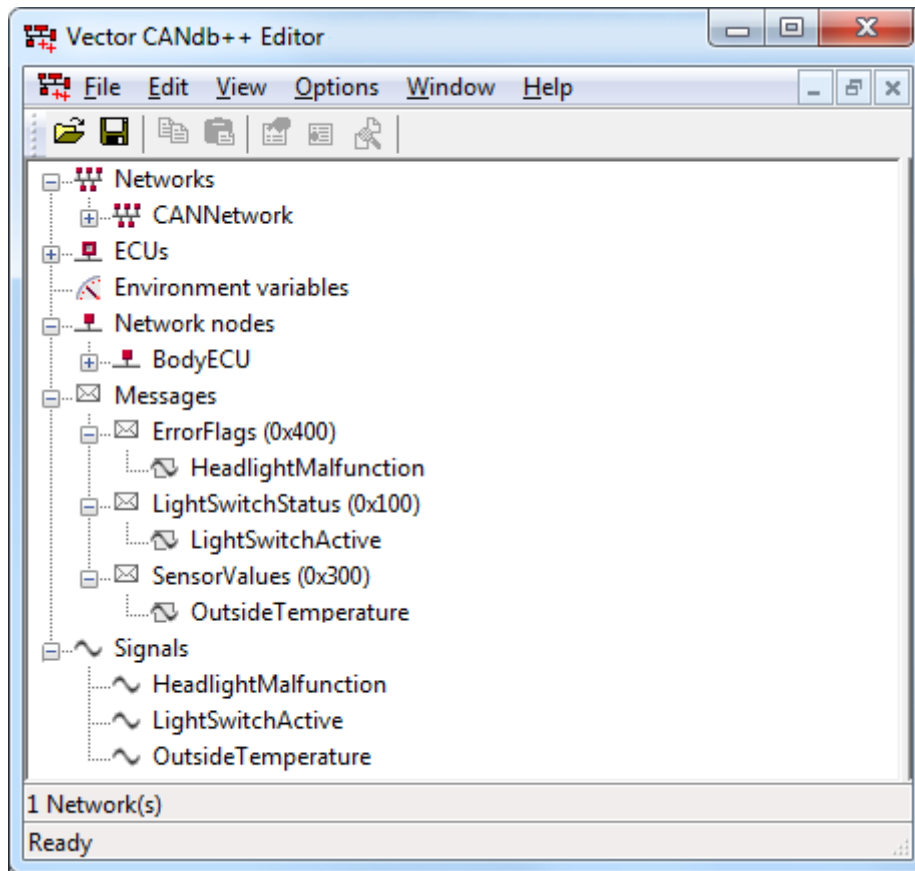 Vector CANdb++ Editor
File Edit View Options Window Help
Networks
CANNetwork
ECUs
Environment variables
Network nodes
BodyECU
Messages
ErrorFlags (0x400)
HeadlightMalfunction
LightSwitchStatus (0x100)
LightSwitchActive
SensorValues (0x300)
OutsideTemperature
Signals
HeadlightMalfunction
LightSwitchActive
OutsideTemperature
1 Network(s)
Ready